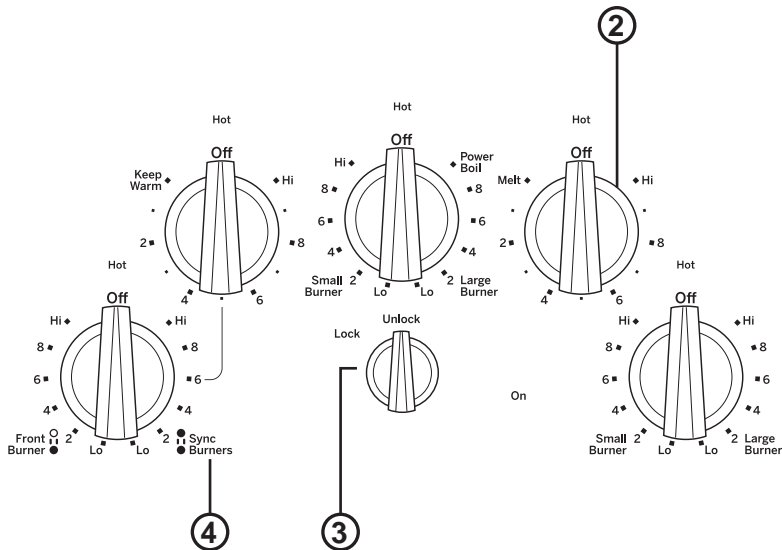 2
Hot
Off
Keep Warm
Hi
2
8
4
6
Hot
Off
Hi
Power Boil
8
8
6
6
4
4
Small Burner
2
2
Large Burner
Lo
Lo
Hot
Off
Melt
Hi
2
8
4
6
Hot
Off
Hi
Hi
8
8
6
6
4
4
Front Burner
2
2
Sync Burners
Lo
Lo
Unlock
Lock
On
Hot
Off
Hi
Hi
8
8
6
6
4
4
Small Burner
2
2
Large Burner
Lo
Lo
4
3